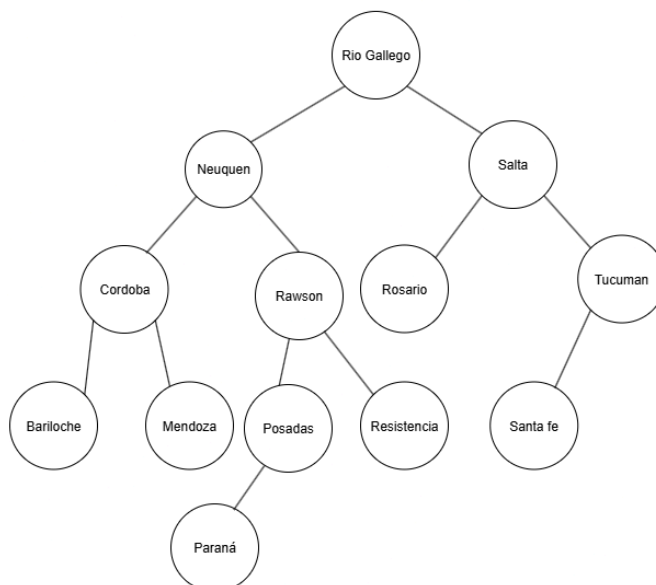 Rio Gallego
Neuquen
Salta
Cordoba
Rawson
Rosario
Tucuman
Bariloche
Mendoza
Posadas
Resistencia
Santa fe
Paraná